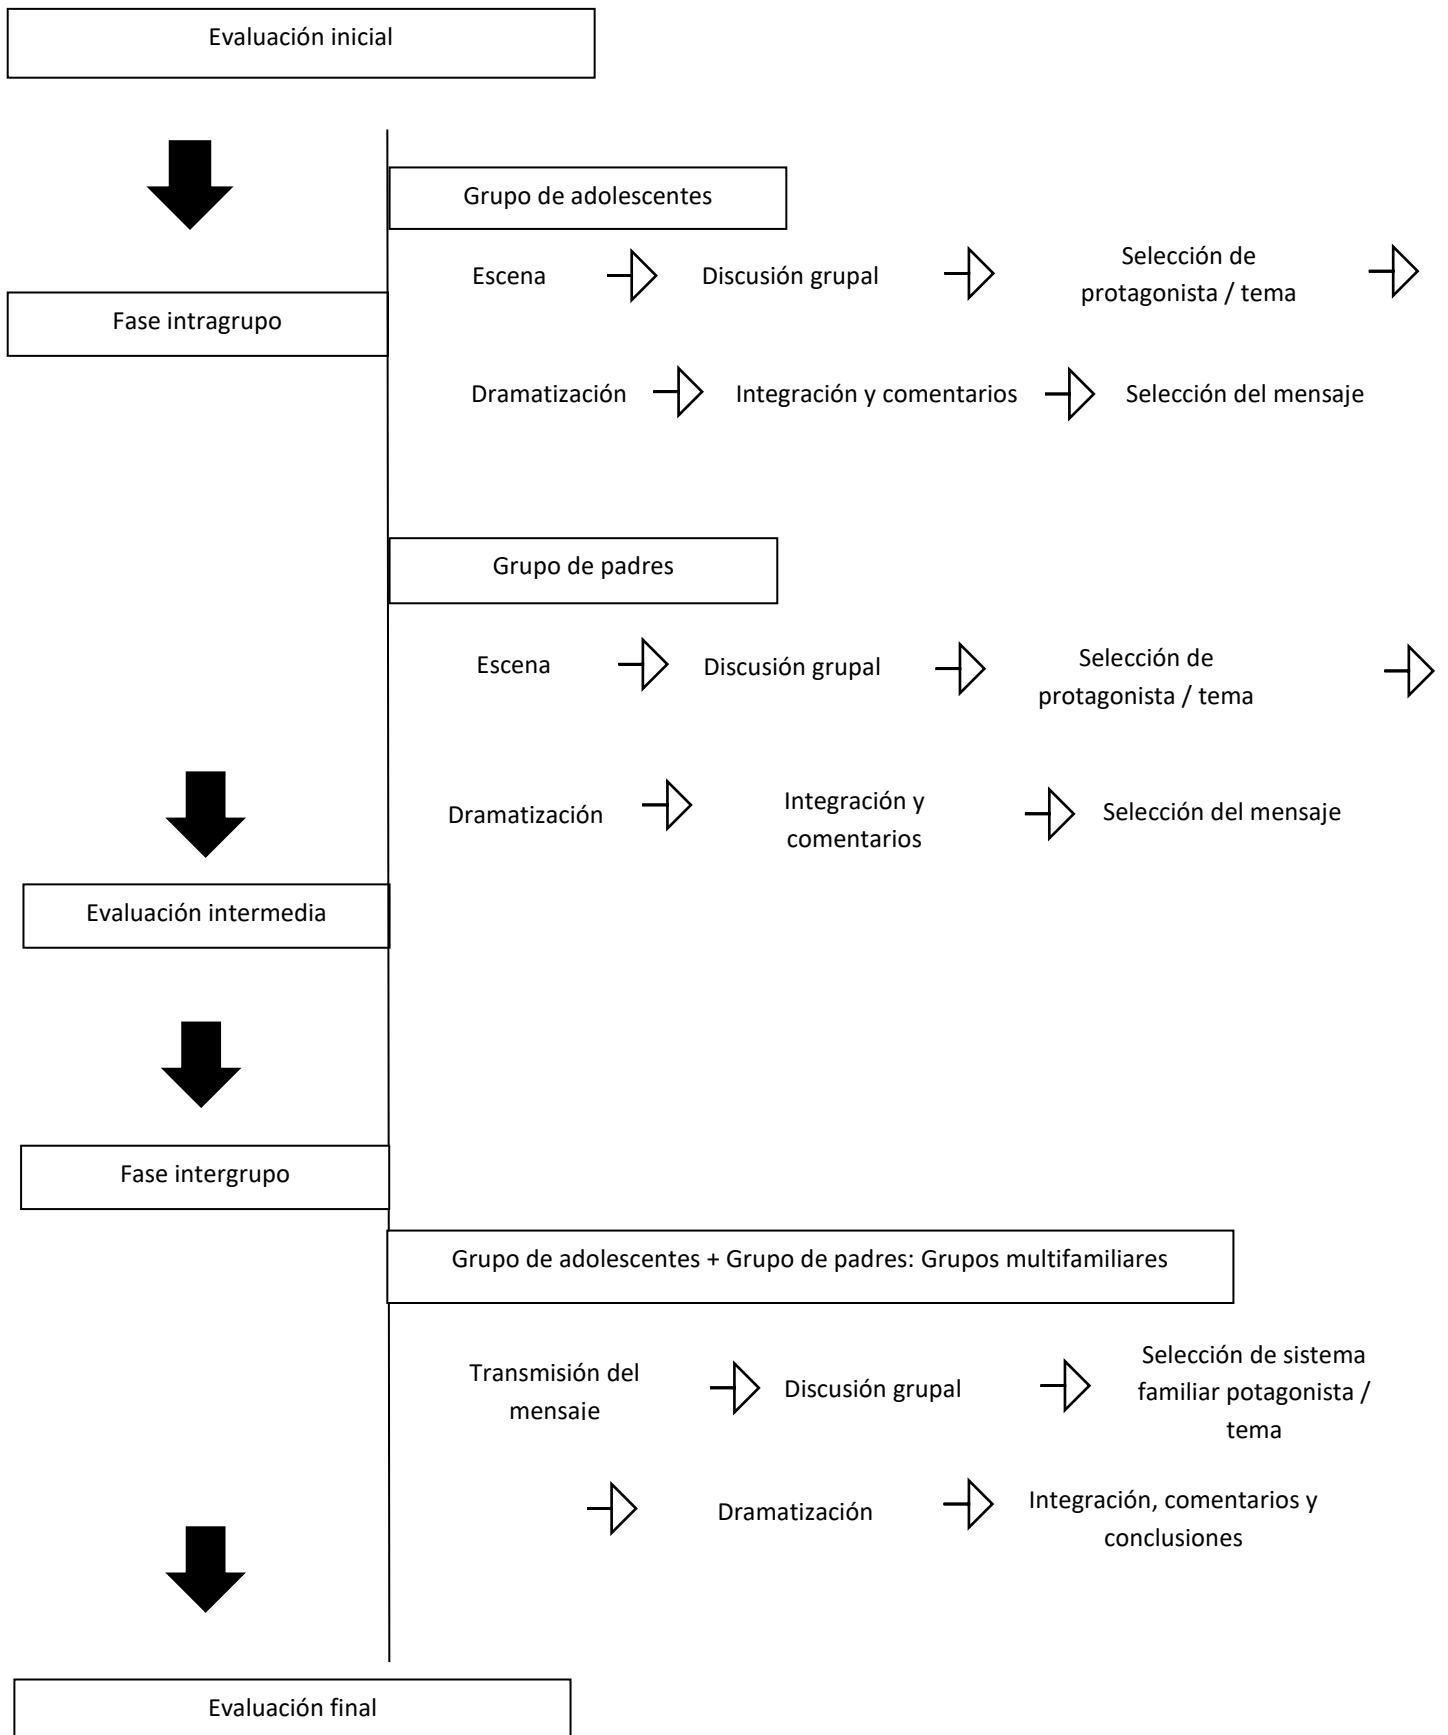 Evaluación inicial
Grupo de adolescentes
Escena
Discusión grupal
Selección de
protagonista / tema
Fase intragrupo
Dramatización
Integración y comentarios
Selección del mensaje
Grupo de padres
Escena
Discusión grupal
Selección de
protagonista / tema
Dramatización
Integración y
comentarios
Selección del mensaje
Evaluación intermedia
Fase intergrupo
Grupo de adolescentes + Grupo de padres: Grupos multifamiliares
Transmisión del
mensaje
Discusión grupal
Selección de sistema
familiar potagonista /
tema
Dramatización
Integración, comentarios y
conclusiones
Evaluación final